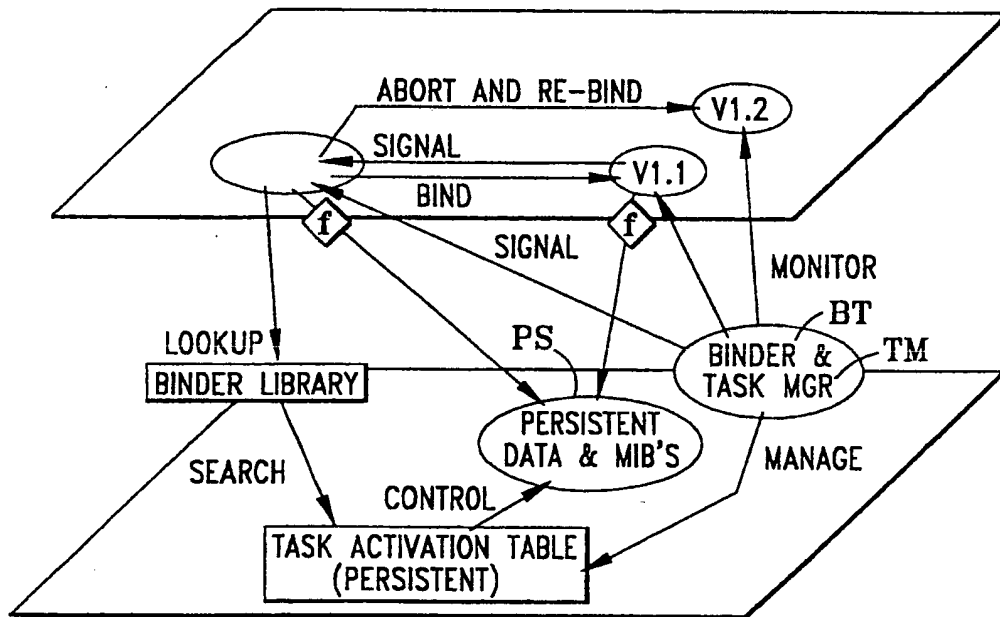 ABORT AND RE-BIND
V1.2
SIGNAL
V1.1
BIND
f
f
SIGNAL
MONITOR
BT
LOOKUP
PS
BINDER &
TASK MGR
TM
BINDER LIBRARY
PERSISTENT
DATA & MIB'S
SEARCH
MANAGE
CONTROL
TASK ACTIVATION TABLE
(PERSISTENT)